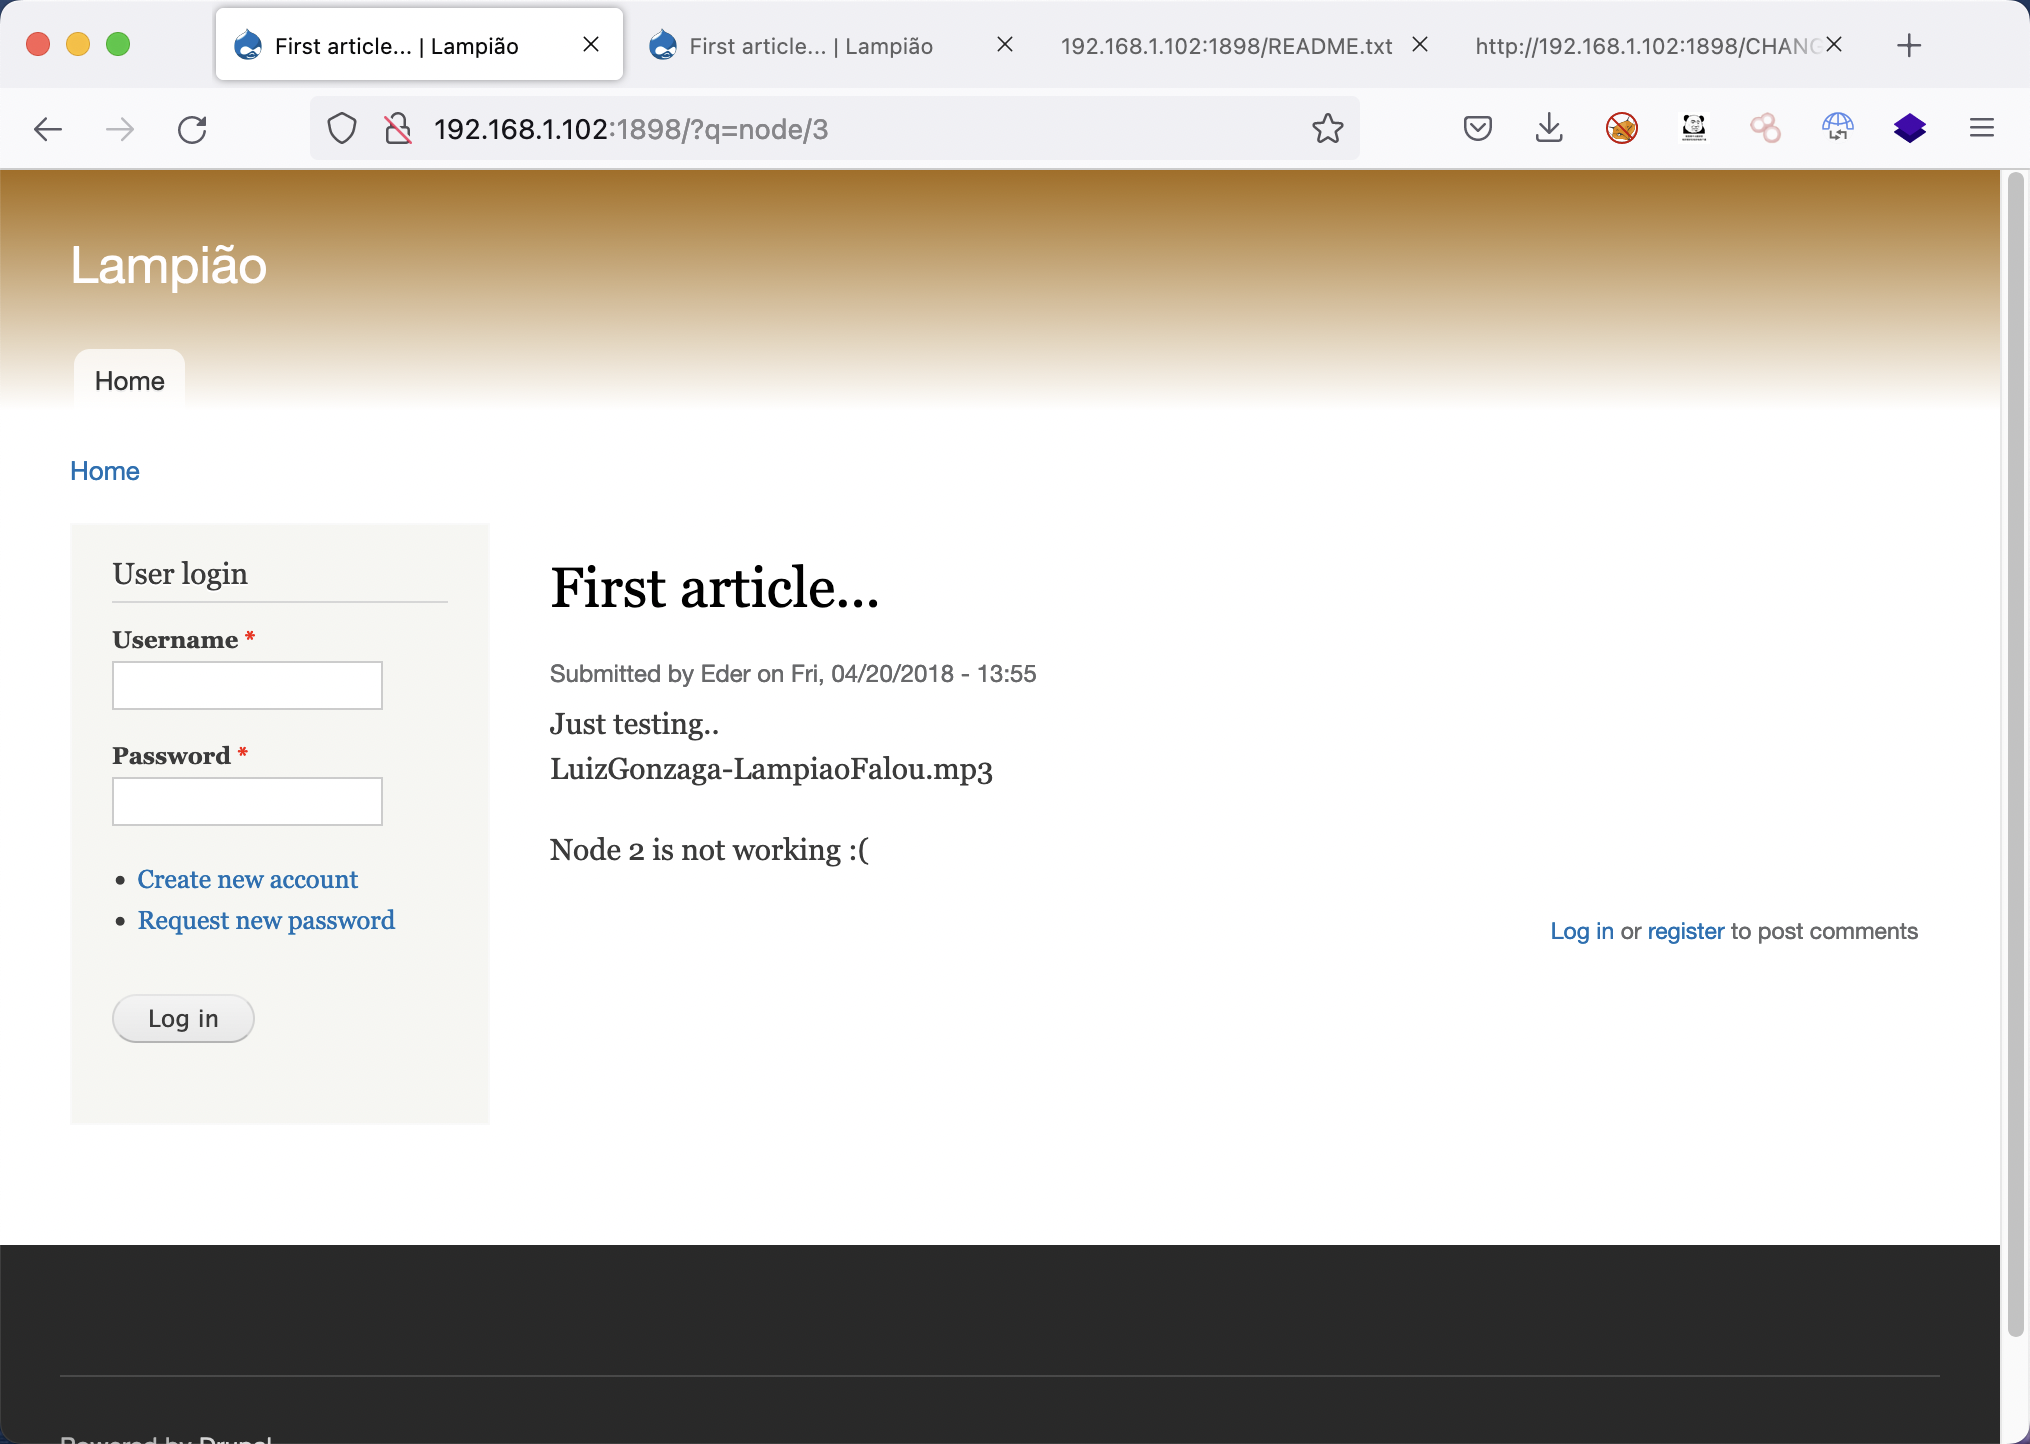 First article... | Lampião
First article... | Lampião
192.168.1.102:1898/README.txt
http://192.168.1.102:1898/CHANG
192.168.1.102:1898/?q=node/3
Lampião
Home
Home
User login
Username *
Password *
Create new account
Request new password
Log in
First article...
Submitted by Eder on Fri, 04/20/2018 - 13:55
Just testing..
LuizGonzaga-LampiaoFalou.mp3
Node 2 is not working :(
Log in or register to post comments
Powered by Drupal